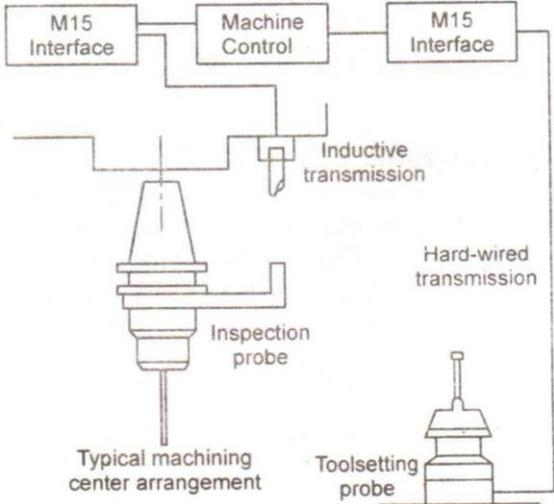 M15
Interface
Machine
Control
M15
Interface
Inductive
transmission
Hard-wired
transmission
Inspection
probe
Typical machining
center arrangement
Toolsetting
probe